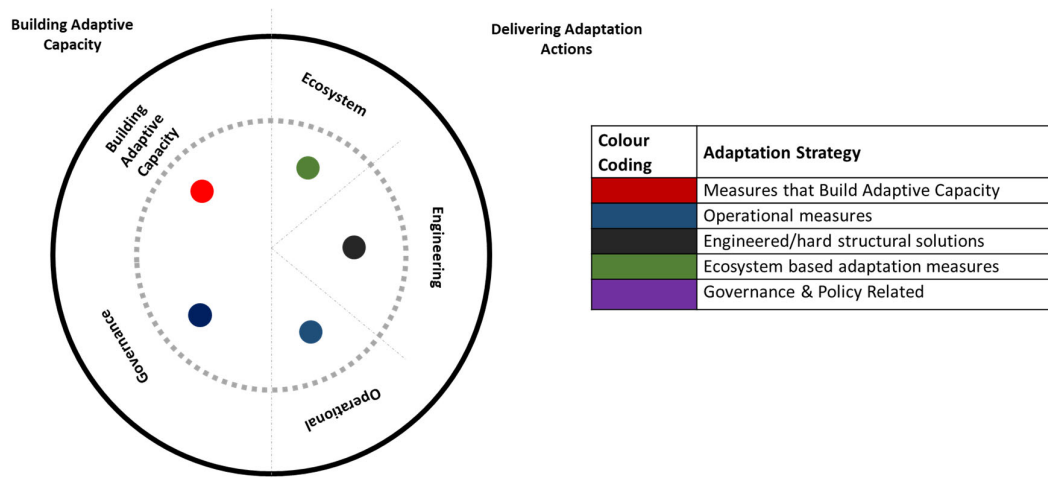 Building Adaptive
Capacity
Delivering Adaptation
Actions
Ecosystem
Building
Adaptive
Capacity
Engineering
Governance
Operational
Colour
Coding
Adaptation Strategy
Measures that Build Adaptive Capacity
Operational measures
Engineered/hard structural solutions
Ecosystem based adaptation measures
Governance & Policy Related